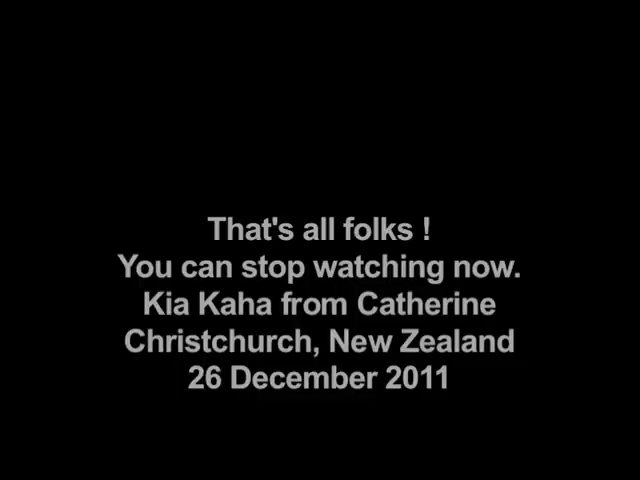 That's all folks !
You can stop watching now.
Kia Kaha from Catherine
Christchurch, New Zealand
26 December 2011